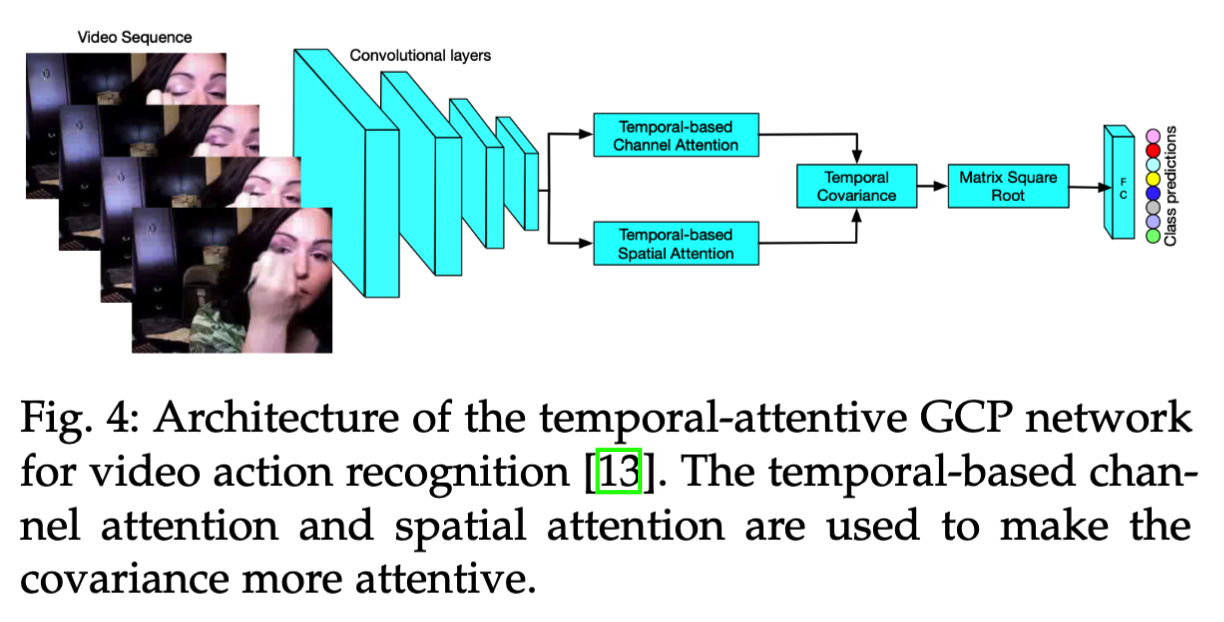 Video Sequence
Convolutional layers
Temporal-based
Channel Attention
Temporal-based
Spatial Attention
Temporal
Covariance
Matrix Square
Root
F
C
Class predictions
Fig. 4: Architecture of the temporal-attentive GCP network
for video action recognition [13]. The temporal-based chan-
nel attention and spatial attention are used to make the
covariance more attentive.